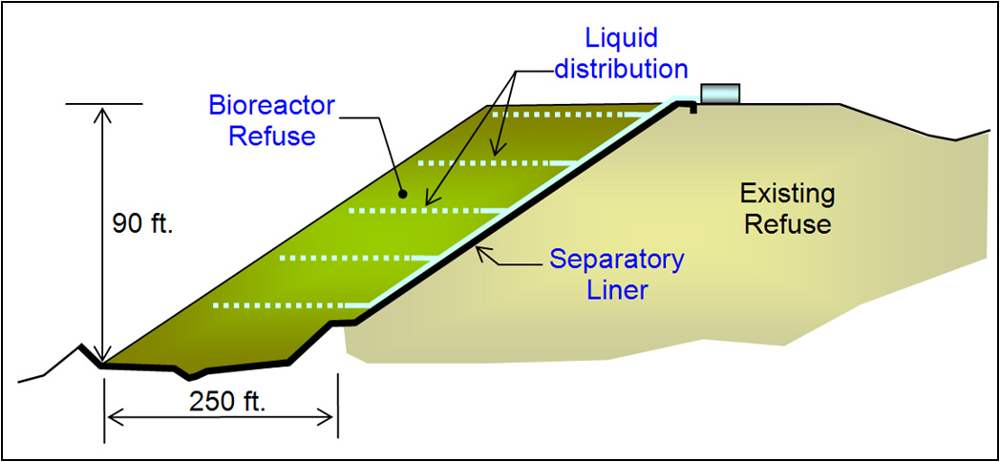 Liquid
distribution
Bioreactor
Refuse
90 ft.
Existing
Refuse
Separatory
Liner
250 ft.